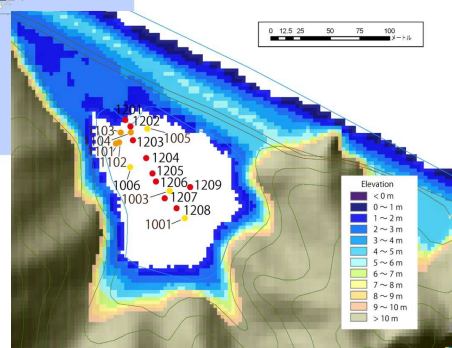 0 12.5 25 50 75 100
メートル
1201
1202
103
04
1005
101
1203
1102
1204
1205
1006
1206
1209
1003
1207
1208
1001
Elevation
< 0 m
0 ～ 1 m
1 ～ 2 m
2 ～ 3 m
3 ～ 4 m
4 ～ 5 m
5 ～ 6 m
6 ～ 7 m
7 ～ 8 m
8 ～ 9 m
9 ～ 10 m
> 10 m